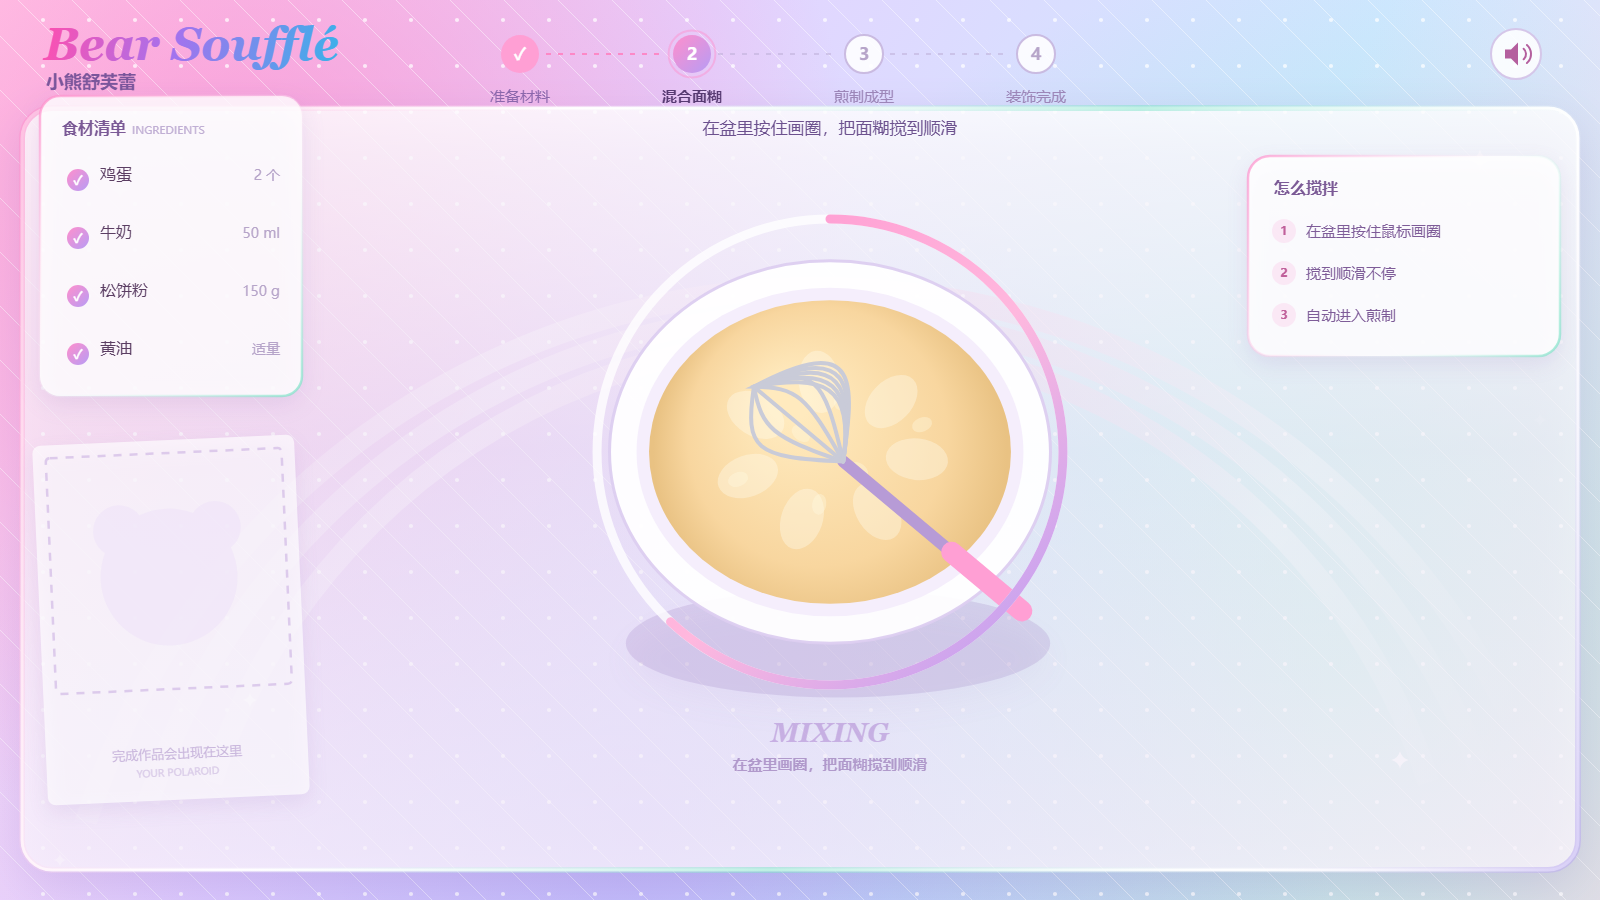 Bear Soufflé
小熊舒芙蕾
✓ 2 3 4
准备材料 混合面糊 煎制成型 装饰完成
在盆里按住画圈，把面糊搅到顺滑
食材清单 INGREDIENTS
鸡蛋 2 个
牛奶 50 ml
松饼粉 150 g
黄油 适量
怎么搅拌
1 在盆里按住鼠标画圈
2 搅到顺滑不停
3 自动进入煎制
完成作品会出现在这里
YOUR POLAROID
MIXING
在盆里画圈，把面糊搅到顺滑